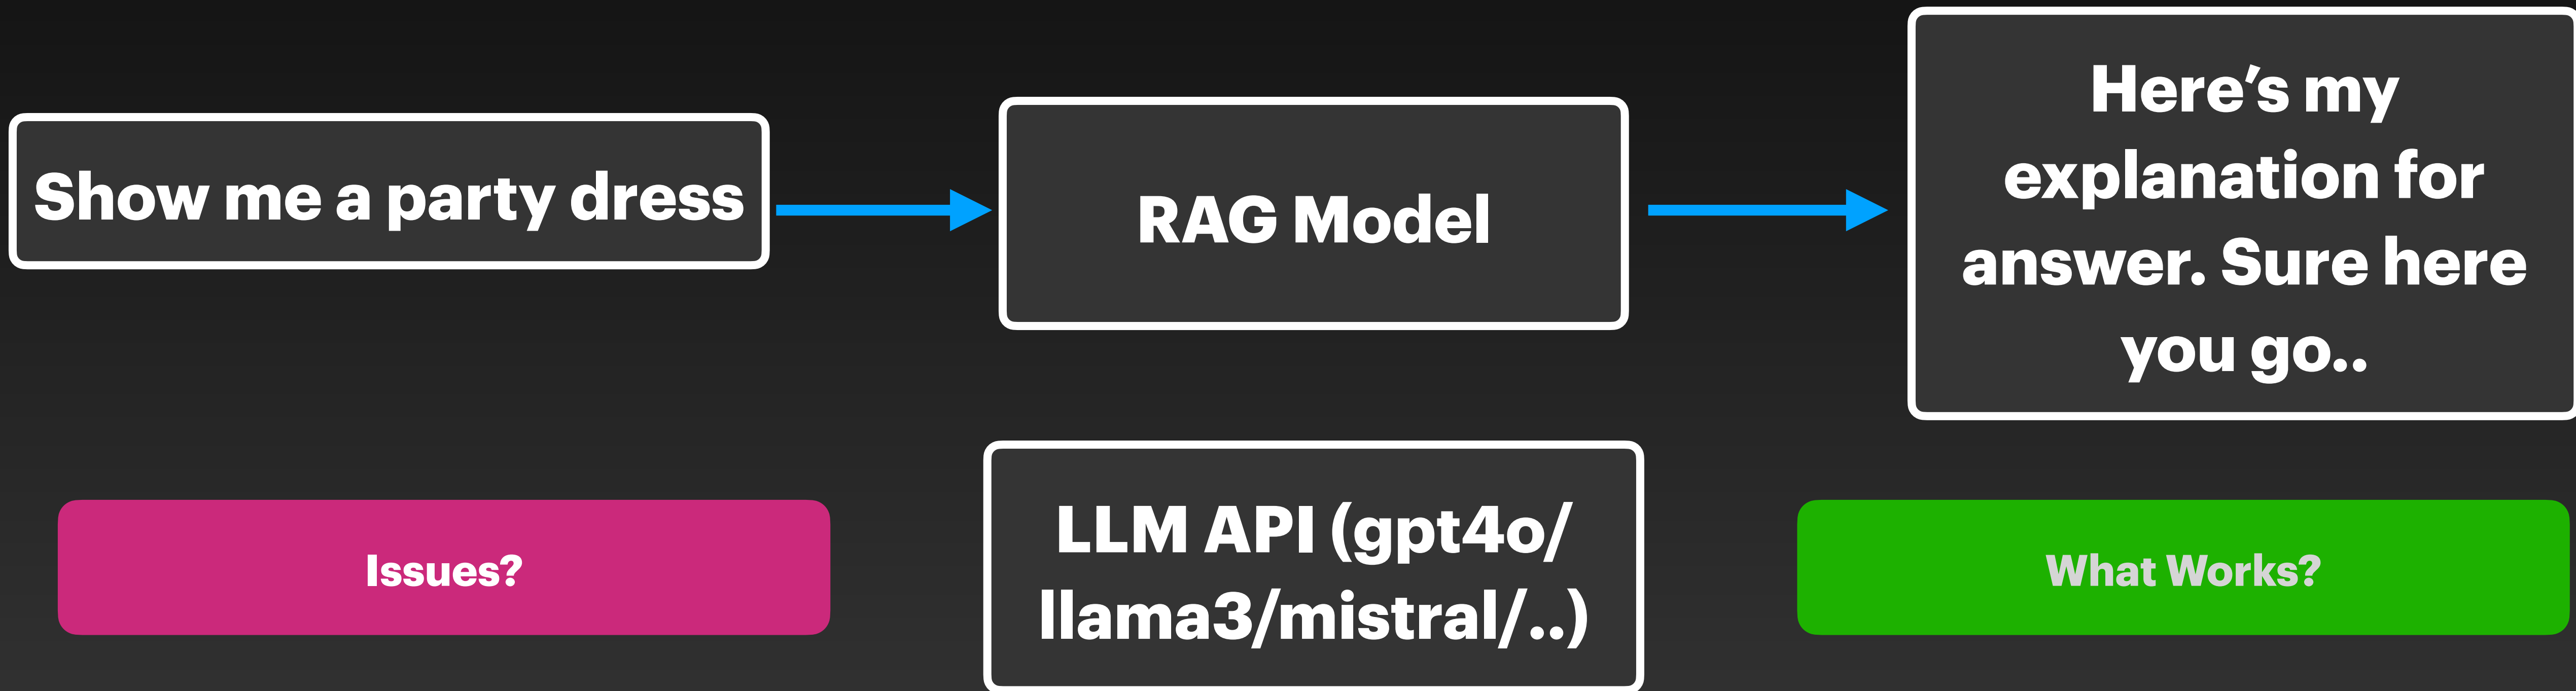 Show me a party dress
RAG Model
Here's my
explanation for
answer. Sure here
you go..
Issues?
LLM API (gpt4o/
llama3/mistral/..)
What Works?